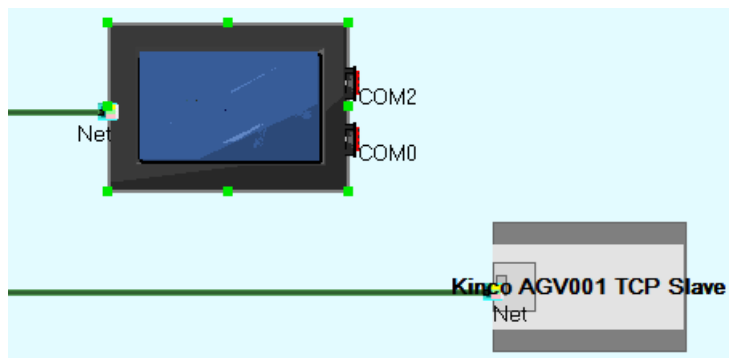 COM2
Net
COM0
Kinco AGV001 TCP Slave
Net